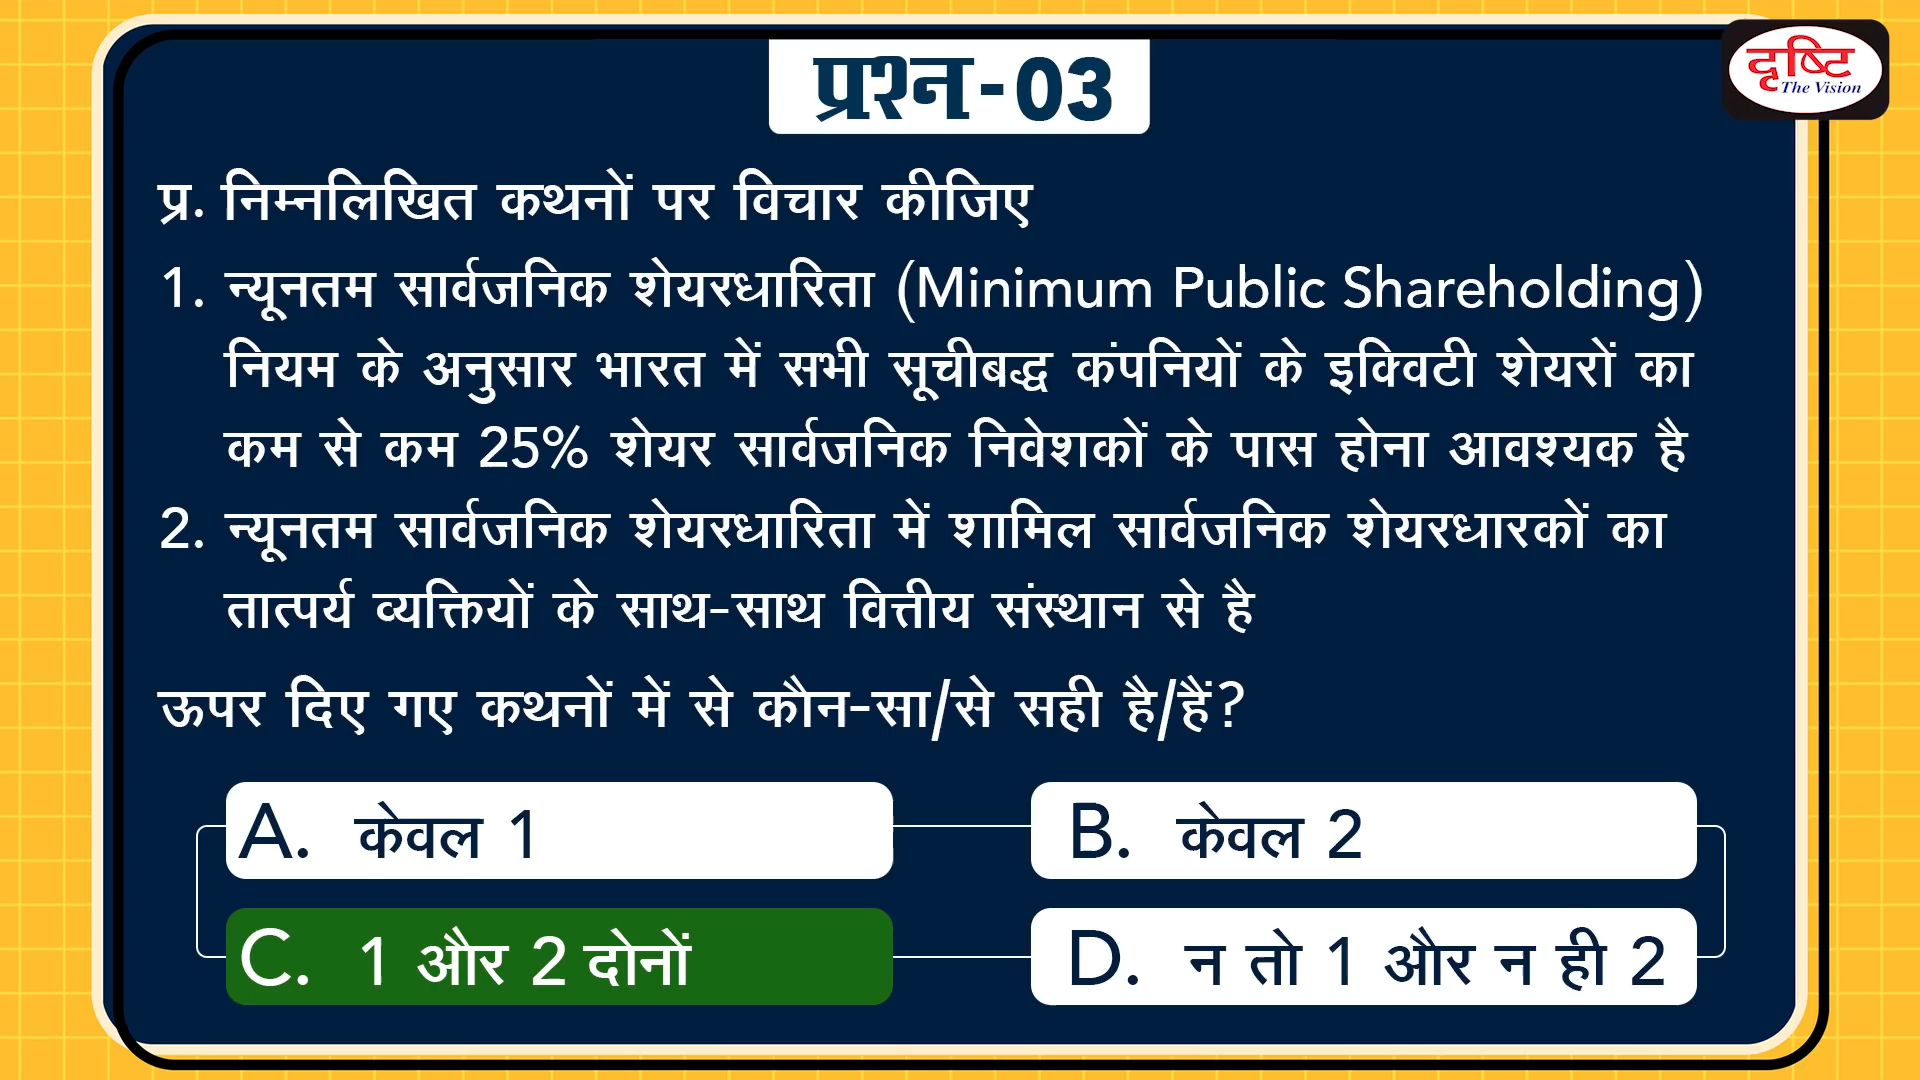 प्रश्न-03
दृष्टि
The Vision
प्र. निम्नलिखित कथनों पर विचार कीजिए
1. न्यूनतम सार्वजनिक शेयरधारिता (Minimum Public Shareholding)
नियम के अनुसार भारत में सभी सूचीबद्ध कंपनियों के इक्विटी शेयरों का
कम से कम 25% शेयर सार्वजनिक निवेशकों के पास होना आवश्यक है
2. न्यूनतम सार्वजनिक शेयरधारिता में शामिल सार्वजनिक शेयरधारकों का
तात्पर्य व्यक्तियों के साथ-साथ वित्तीय संस्थान से है
ऊपर दिए गए कथनों में से कौन-सा/से सही है/हैं?
A. केवल 1
B. केवल 2
C. 1 और 2 दोनों
D. न तो 1 और न ही 2